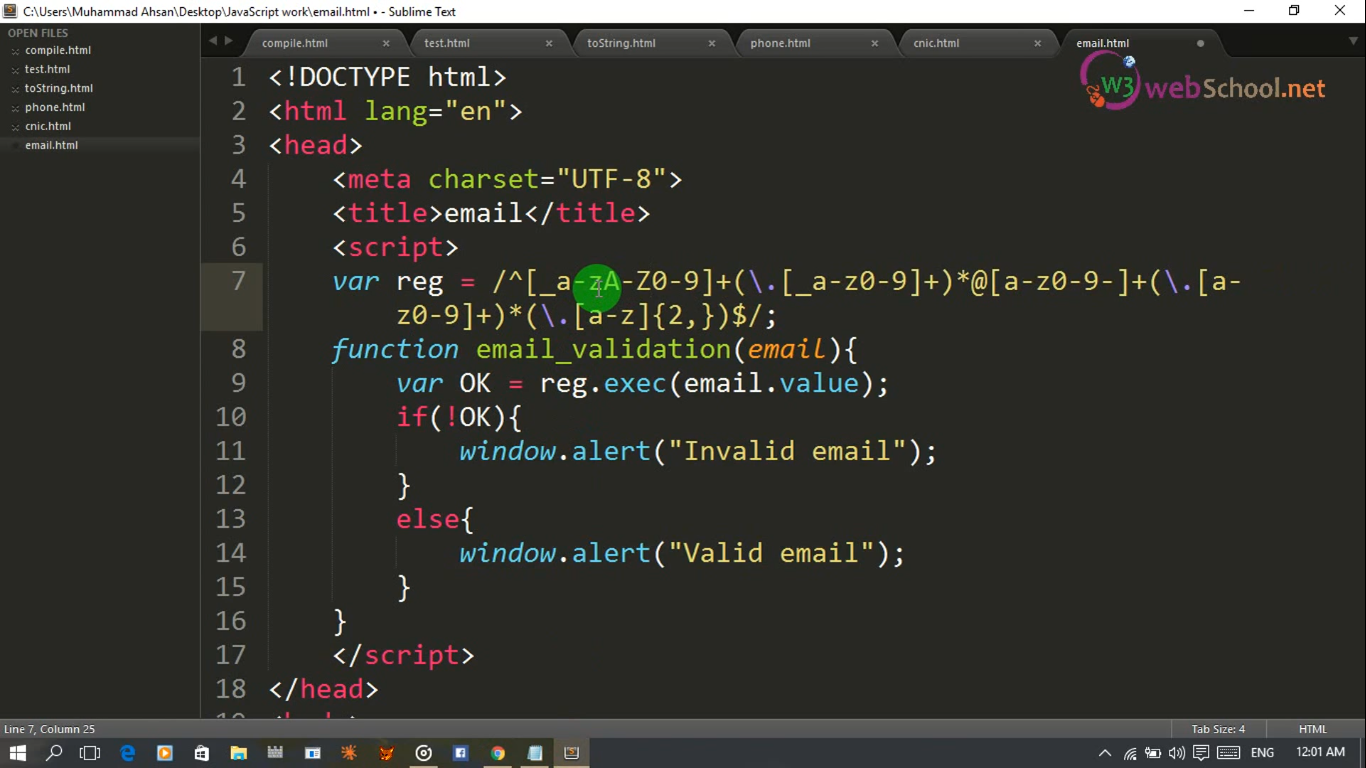 C:\Users\Muhammad Ahsan\Desktop\JavaScript work\email.html • - Sublime Text
OPEN FILES
compile.html
test.html
toString.html
phone.html
cnic.html
email.html
compile.html × test.html × toString.html × phone.html × cnic.html × email.html
W3 webSchool.net
1 <!DOCTYPE html>
2 <html lang="en">
3 <head>
4 <meta charset="UTF-8">
5 <title>email</title>
6 <script>
7 var reg = /^[_a-zA-Z0-9]+(\.[_a-z0-9]+)*@[a-z0-9-]+(\.[a-
z0-9]+)*(\.[a-z]{2,})$/;
8 function email_validation(email){
9 var OK = reg.exec(email.value);
10 if(!OK){
11 window.alert("Invalid email");
12 }
13 else{
14 window.alert("Valid email");
15 }
16 }
17 </script>
18 </head>
Line 7, Column 25 Tab Size: 4 HTML
ENG 12:01 AM